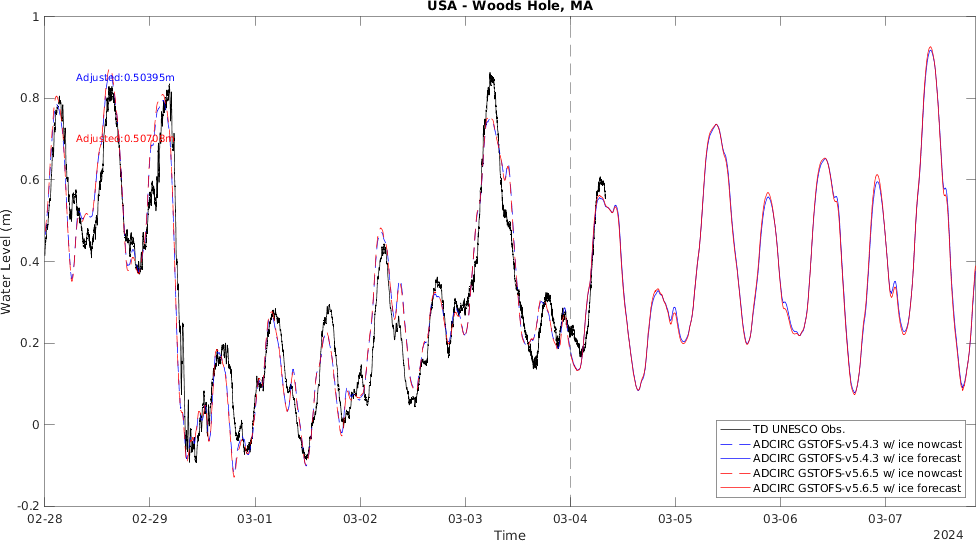 USA - Woods Hole, MA
1
Adjusted:0.50395m
0.8
Adjusted:0.50703m
0.6
0.4
0.2
0
-0.2
Water Level (m)
TD UNESCO Obs.
ADCIRC GSTOFS-v5.4.3 w/ ice nowcast
ADCIRC GSTOFS-v5.4.3 w/ ice forecast
ADCIRC GSTOFS-v5.6.5 w/ ice nowcast
ADCIRC GSTOFS-v5.6.5 w/ ice forecast
02-28 02-29 03-01 03-02 03-03 03-04 03-05 03-06 03-07
Time
2024